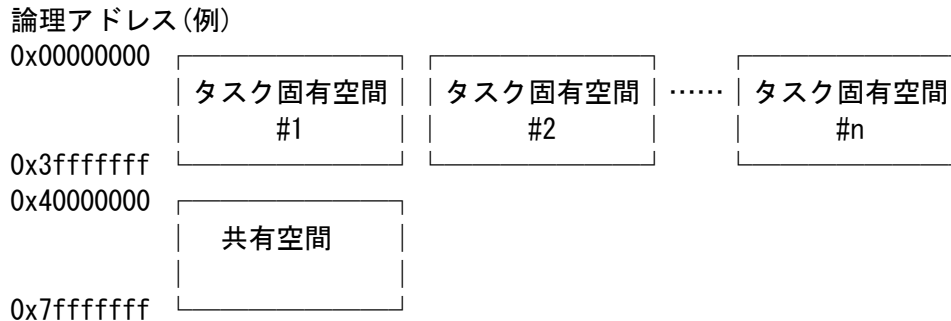 論理アドレス(例)
0x00000000
タスク固有空間 タスク固有空間 …… タスク固有空間
#1 #2 #n
0x3fffffff
0x40000000
共有空間
0x7fffffff